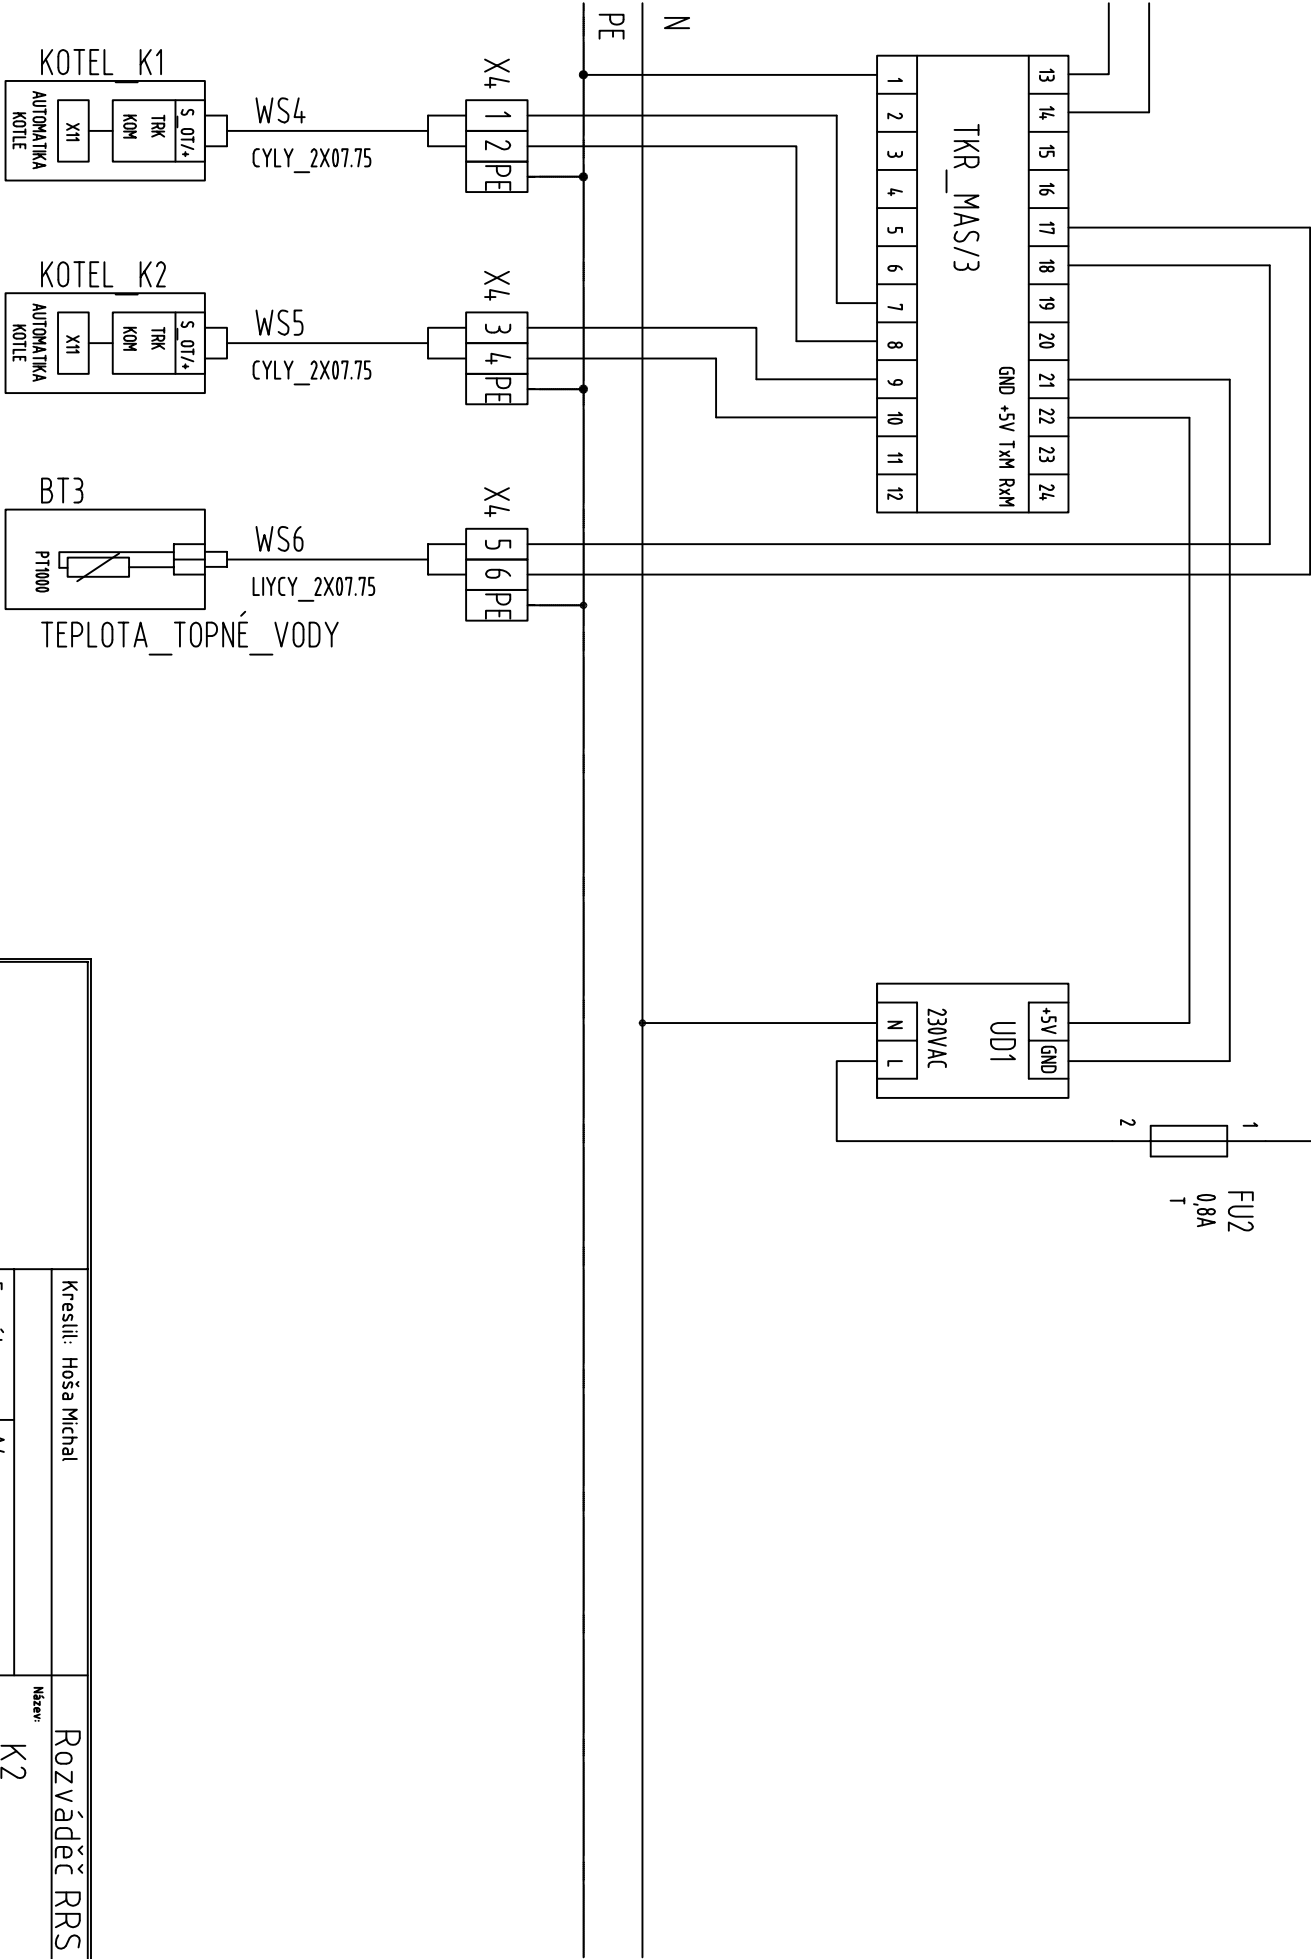 N
PE
KOTEL_K1
S_OT/+
TRK
KOM
X11
AUTOMATIKA
KOTLE
WS4
CYLY_2X07.75
X4
1
2
PE
KOTEL_K2
S_OT/+
TRK
KOM
X11
AUTOMATIKA
KOTLE
WS5
CYLY_2X07.75
X4
3
4
PE
BT3
PT1000
TEPLOTA_TOPNÉ_VODY
WS6
LIYCY_2X07.75
X4
5
6
PE
13 14 15 16 17 18 19 20 21 22 23 24
GND +5V TxM RxM
TKR_MAS/3
1 2 3 4 5 6 7 8 9 10 11 12
+5V GND
UD1
230VAC
N L
1
2
FU2
0,8A
T
Kreslil: Hoša Michal
Rozváděč RRS
Název:
K2